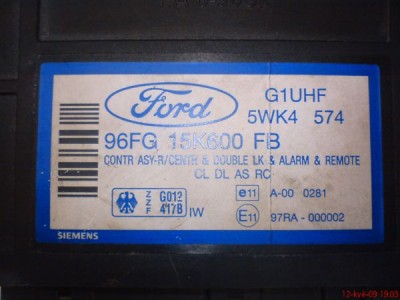 Ford
G1UHF
5WK4 574
96FG 15K600 FB
CONTR ASY-R/CENTR & DOUBLE LK & ALARM & REMOTE
CL DL AS RC
Z Z F
G012
417B
IW
e11 A-00 0281
E11 97RA-000002
SIEMENS
12-kvě-09 19:03